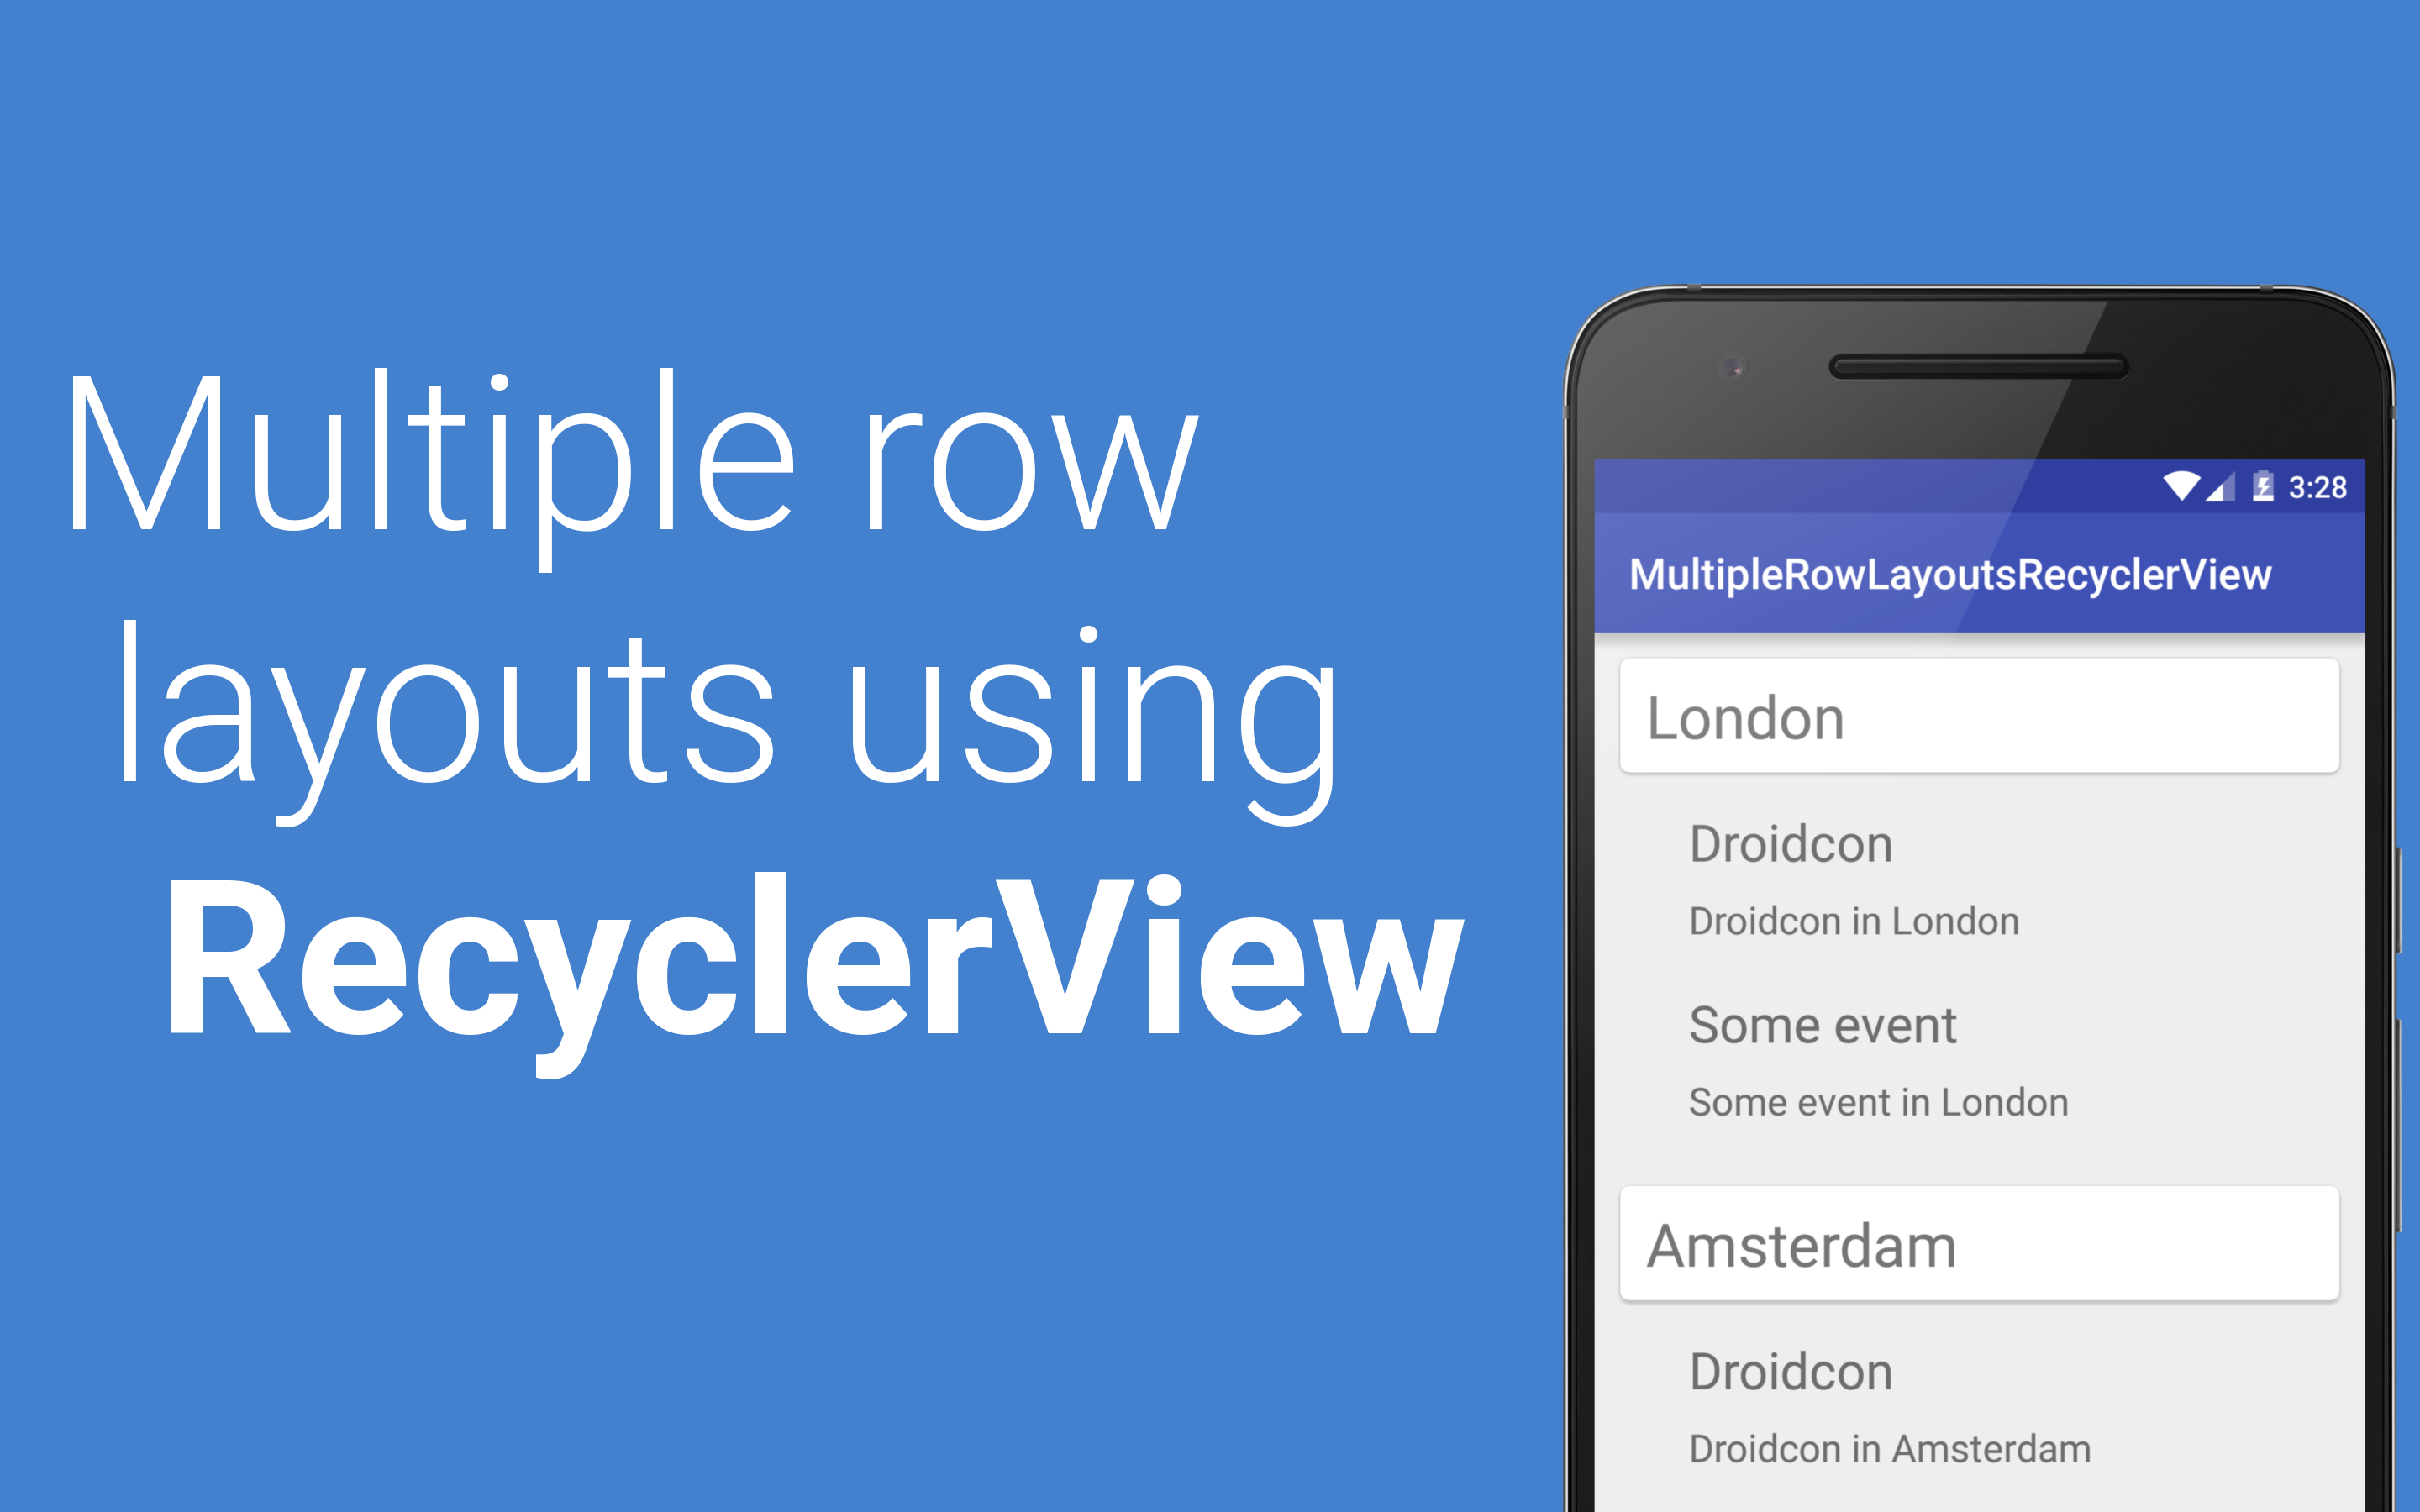 Multiple row
layouts using
RecyclerView
3:28
MultipleRowLayoutsRecyclerView
London
Droidcon
Droidcon in London
Some event
Some event in London
Amsterdam
Droidcon
Droidcon in Amsterdam